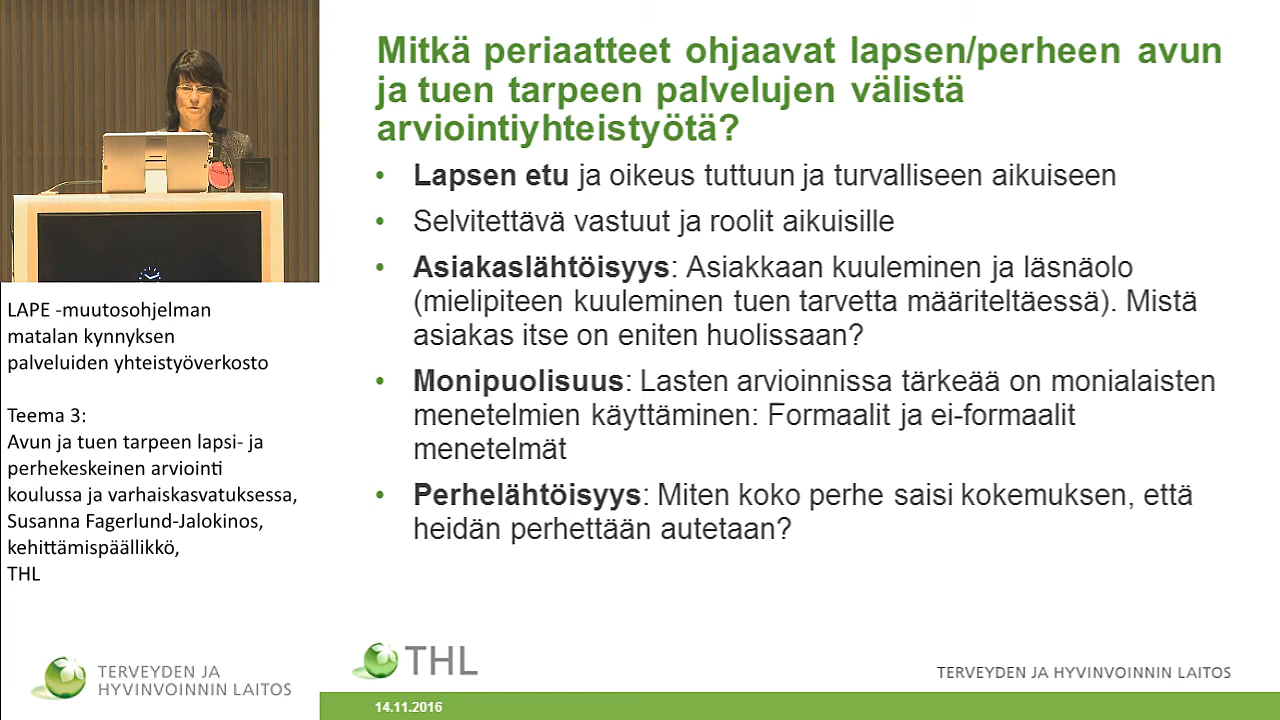 Mitkä periaatteet ohjaavat lapsen/perheen avun
ja tuen tarpeen palvelujen välistä
arviointiyhteistyötä?
• Lapsen etu ja oikeus tuttuun ja turvalliseen aikuiseen
• Selvitettävä vastuut ja roolit aikuisille
• Asiakaslähtöisyys: Asiakkaan kuuleminen ja läsnäolo
(mielipiteen kuuleminen tuen tarvetta määriteltäessä). Mistä
asiakas itse on eniten huolissaan?
• Monipuolisuus: Lasten arvioinnissa tärkeää on monialaisten
menetelmien käyttäminen: Formaalit ja ei-formaalit
menetelmät
• Perhelähtöisyys: Miten koko perhe saisi kokemuksen, että
heidän perhettään autetaan?
LAPE -muutosohjelman
matalan kynnyksen
palveluiden yhteistyöverkosto
Teema 3:
Avun ja tuen tarpeen lapsi- ja
perhekeskeinen arviointi
koulussa ja varhaiskasvatuksessa,
Susanna Fagerlund-Jalokinos,
kehittämispäällikkö,
THL
TERVEYDEN JA
HYVINVOINNIN LAITOS
THL
TERVEYDEN JA HYVINVOINNIN LAITOS
14.11.2016